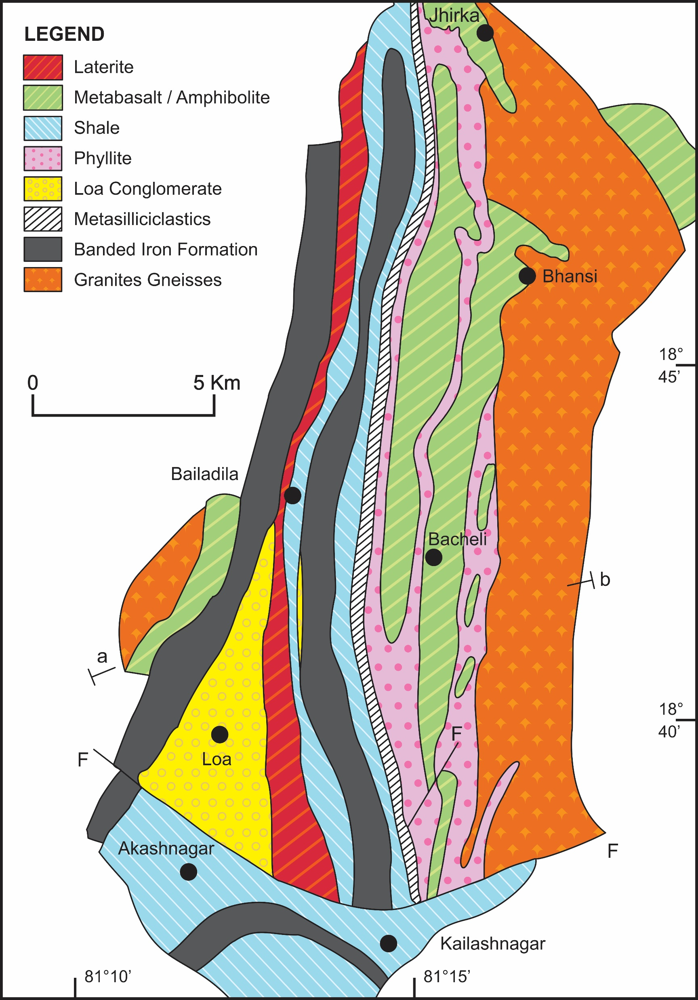 Jhirka
LEGEND
Laterite
Metabasalt / Amphibolite
Shale
Phyllite
Loa Conglomerate
Metasilliciclastics
Banded Iron Formation
Granites Gneisses
Bhansi
18°
45’
0 5 Km
Bailadila
Bacheli
b
a
18°
40’
F
F
Loa
Akashnagar
F
Kailashnagar
81°10’ 81°15’